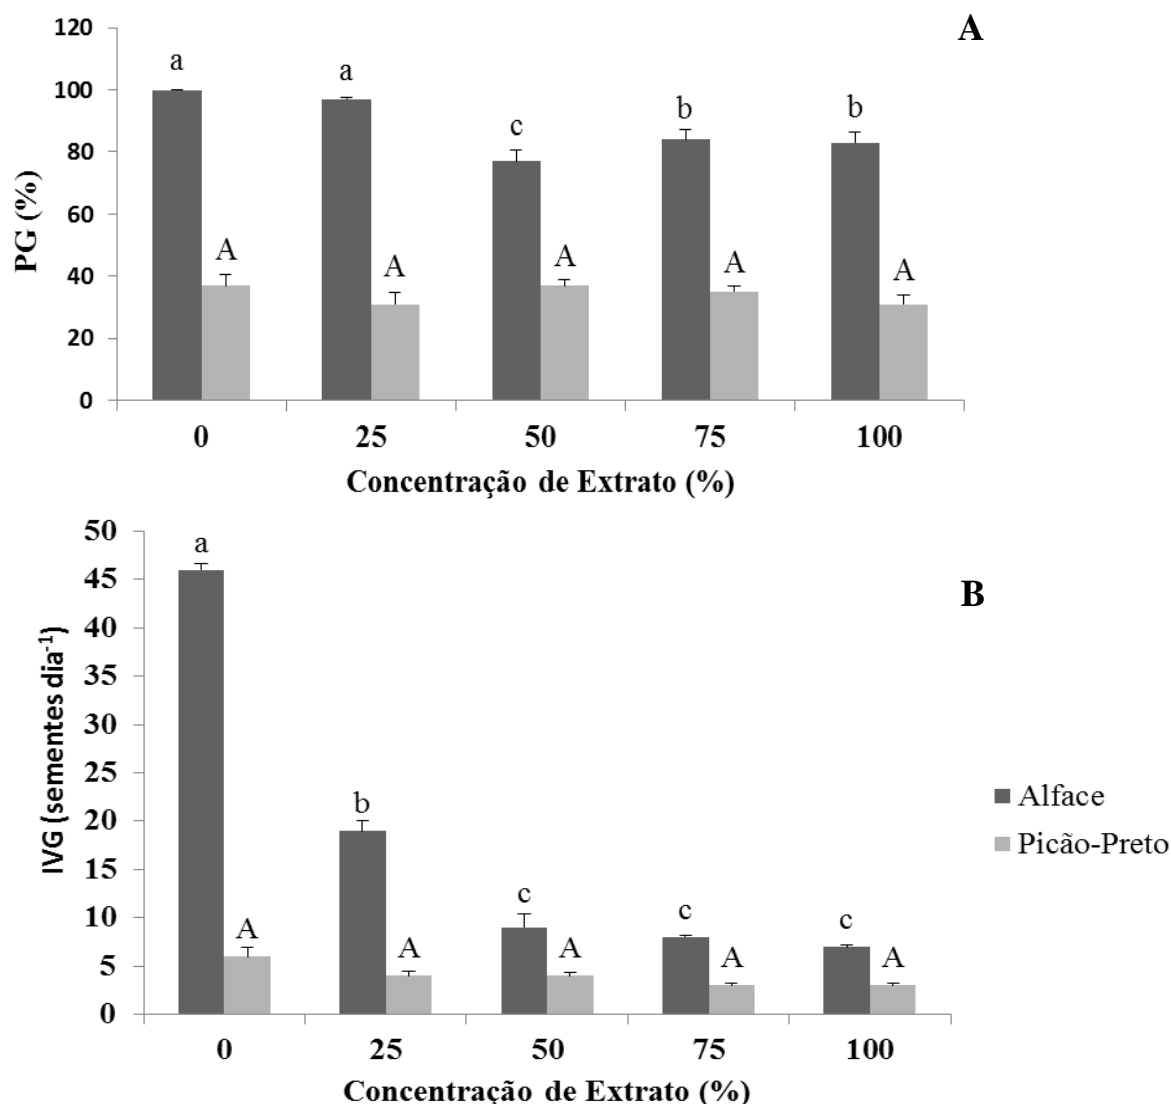 A
120
100
80
60
40
20
0
PG (%)
a a c b b
A A A A A
0 25 50 75 100
Concentração de Extrato (%)
B
50
45
40
35
30
25
20
15
10
5
0
IVG (sementes dia⁻¹)
a b c c c
A A A A A
0 25 50 75 100
Concentração de Extrato (%)
Alface
Picão-Preto